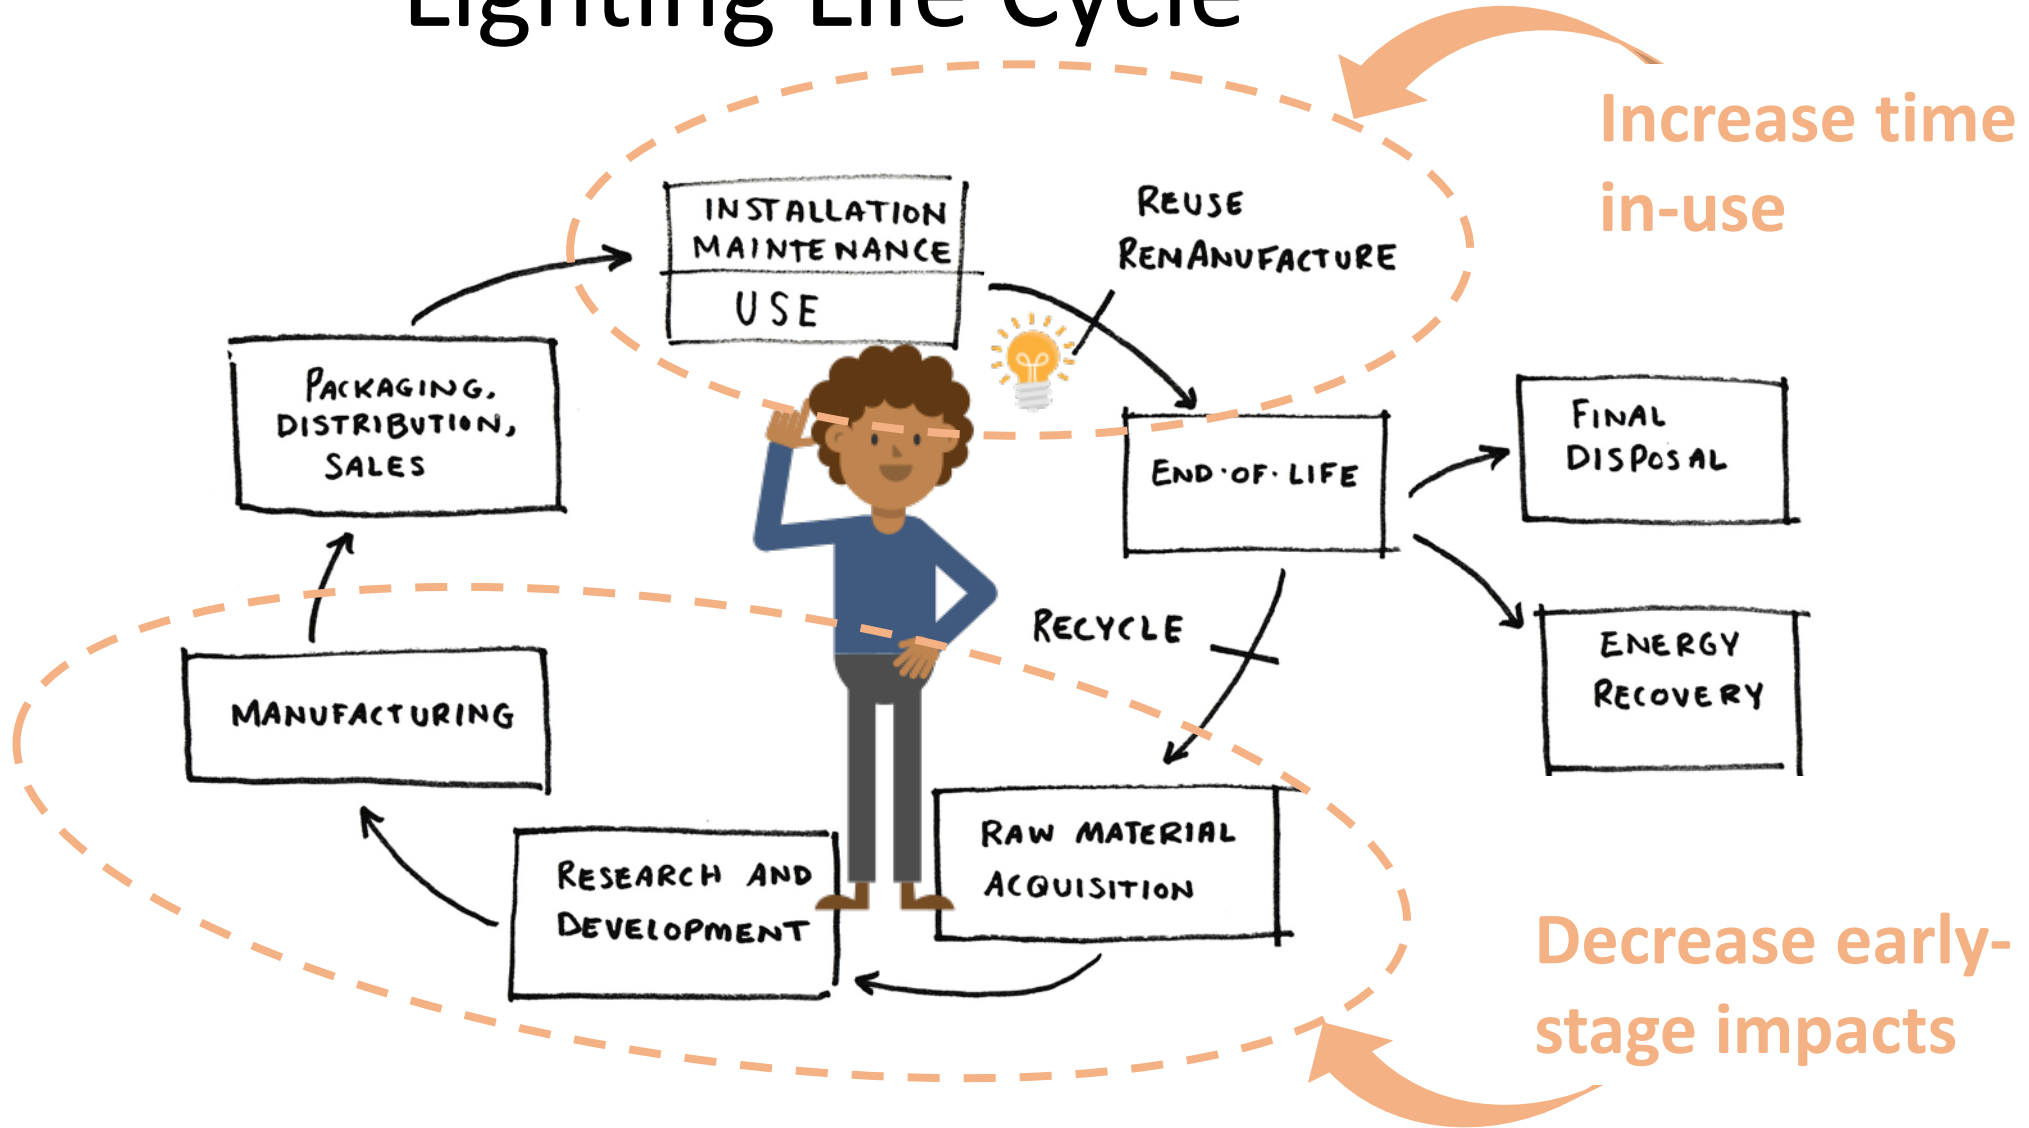 Lighting Life Cycle
Increase time
in-use
INSTALLATION
MAINTENANCE
USE
REUSE
REMANUFACTURE
PACKAGING,
DISTRIBUTION,
SALES
END-OF-LIFE
FINAL
DISPOSAL
RECYCLE
ENERGY
RECOVERY
MANUFACTURING
RESEARCH AND
DEVELOPMENT
RAW MATERIAL
ACQUISITION
Decrease early-
stage impacts